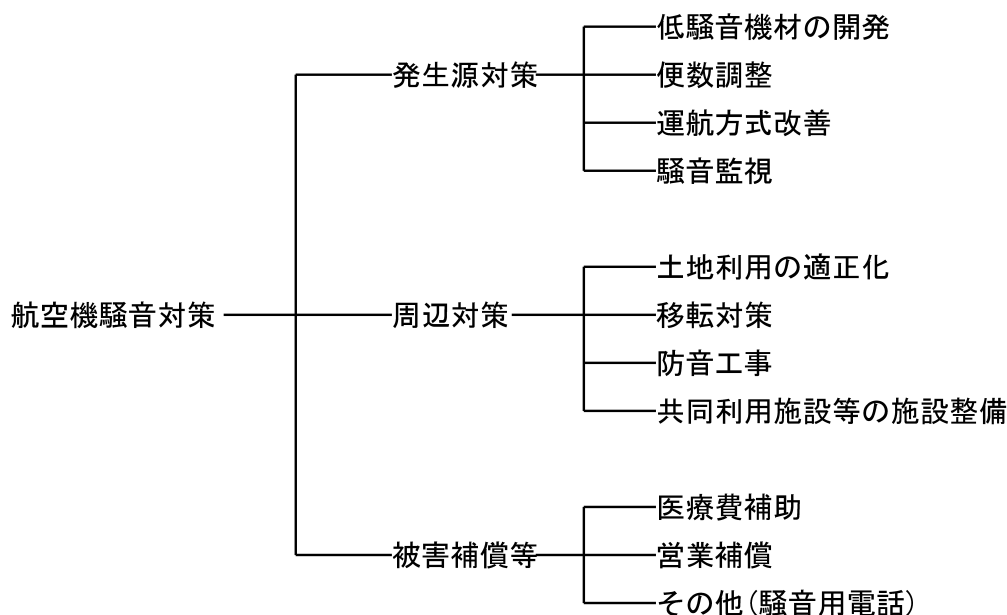 航空機騒音対策
発生源対策
低騒音機材の開発
便数調整
運航方式改善
騒音監視
周辺対策
土地利用の適正化
移転対策
防音工事
共同利用施設等の施設整備
被害補償等
医療費補助
営業補償
その他(騒音用電話)